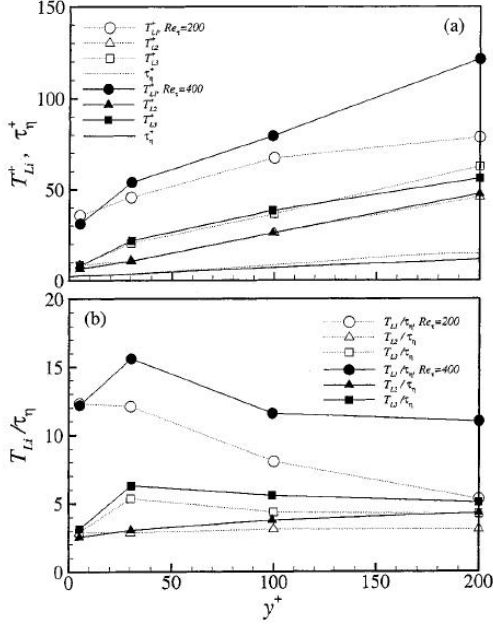 150
(a)
T⁺L1, Reτ=200
T⁺L2
T⁺L3
τ⁺η
T⁺L1, Reτ=400
T⁺L2
T⁺L3
τ⁺η
100
50
0
T⁺Li , τ⁺η
20
(b)
TL1/τη, Reτ=200
TL2/τη
TL3/τη
TL1/τη, Reτ=400
TL2/τη
TL3/τη
15
10
5
0
TLi/τη
0 50 100 150 200
y⁺